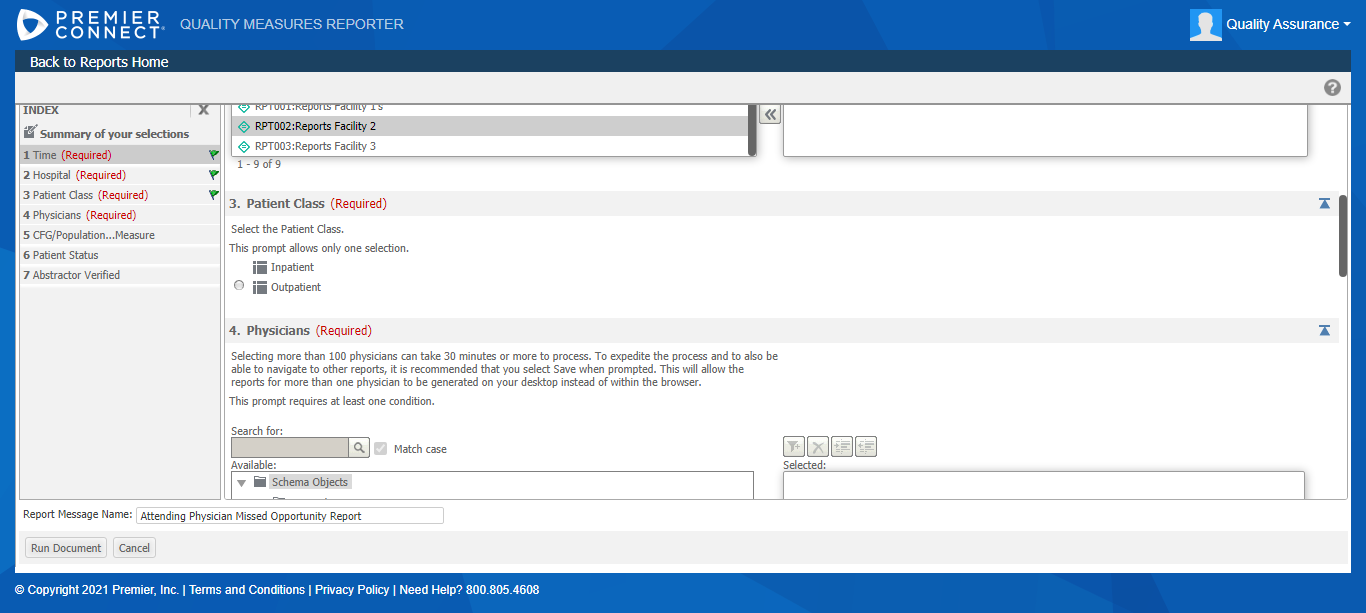 PREMIER
CONNECT
QUALITY MEASURES REPORTER
Quality Assurance
Back to Reports Home
INDEX
X
Summary of your selections
1 Time (Required)
2 Hospital (Required)
3 Patient Class (Required)
4 Physicians (Required)
5 CFG/Population...Measure
6 Patient Status
7 Abstractor Verified
RPT001:Reports Facility 1's
RPT002:Reports Facility 2
RPT003:Reports Facility 3
1 - 9 of 9
3. Patient Class (Required)
Select the Patient Class.
This prompt allows only one selection.
Inpatient
Outpatient
4. Physicians (Required)
Selecting more than 100 physicians can take 30 minutes or more to process. To expedite the process and to also be
able to navigate to other reports, it is recommended that you select Save when prompted. This will allow the
reports for more than one physician to be generated on your desktop instead of within the browser.
This prompt requires at least one condition.
Search for:
Match case
Available:
Selected:
Schema Objects
Report Message Name: Attending Physician Missed Opportunity Report
Run Document Cancel
© Copyright 2021 Premier, Inc. | Terms and Conditions | Privacy Policy | Need Help? 800.805.4608